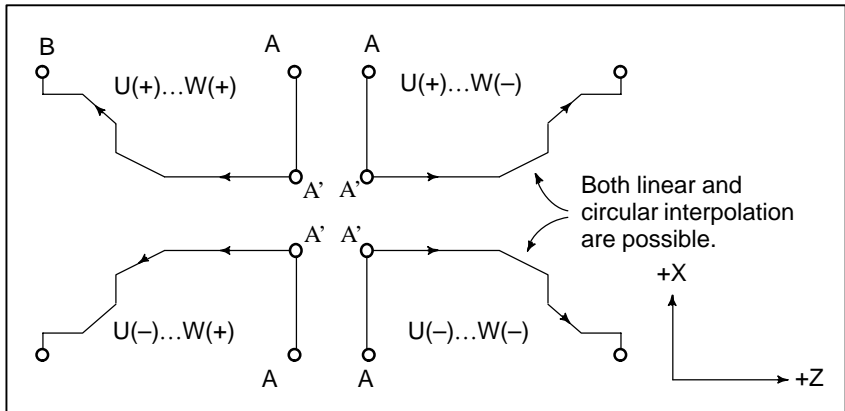 B
A
A
U(+)…W(+)
U(+)…W(–)
A'
A'
Both linear and
circular interpolation
are possible.
A'
A'
+X
U(–)…W(+)
U(–)…W(–)
A
A
+Z